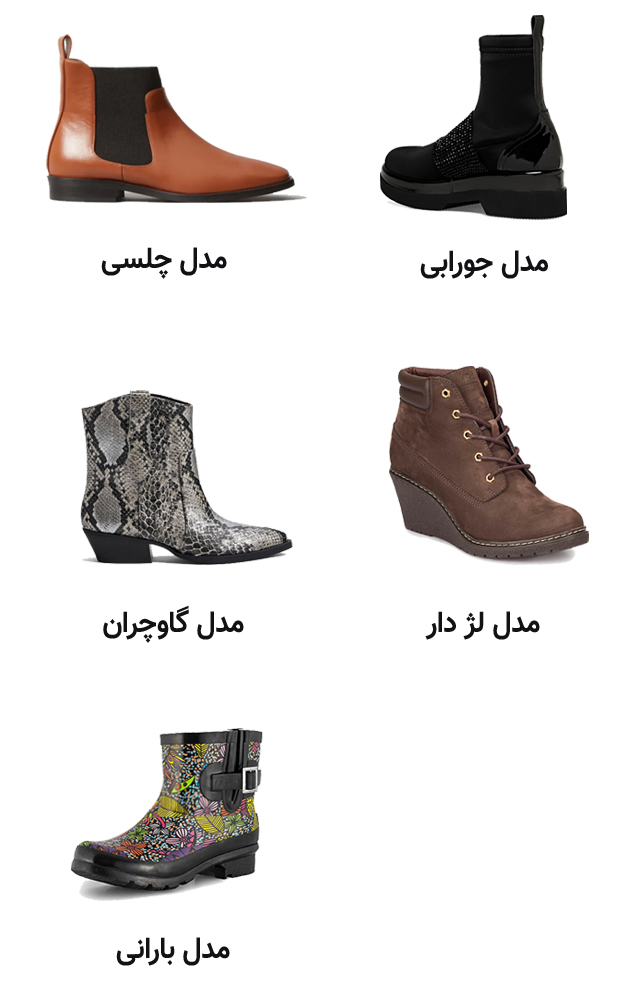 مدل جورابی
مدل چلسی
مدل لژ دار
مدل گاوچران
مدل بارانی